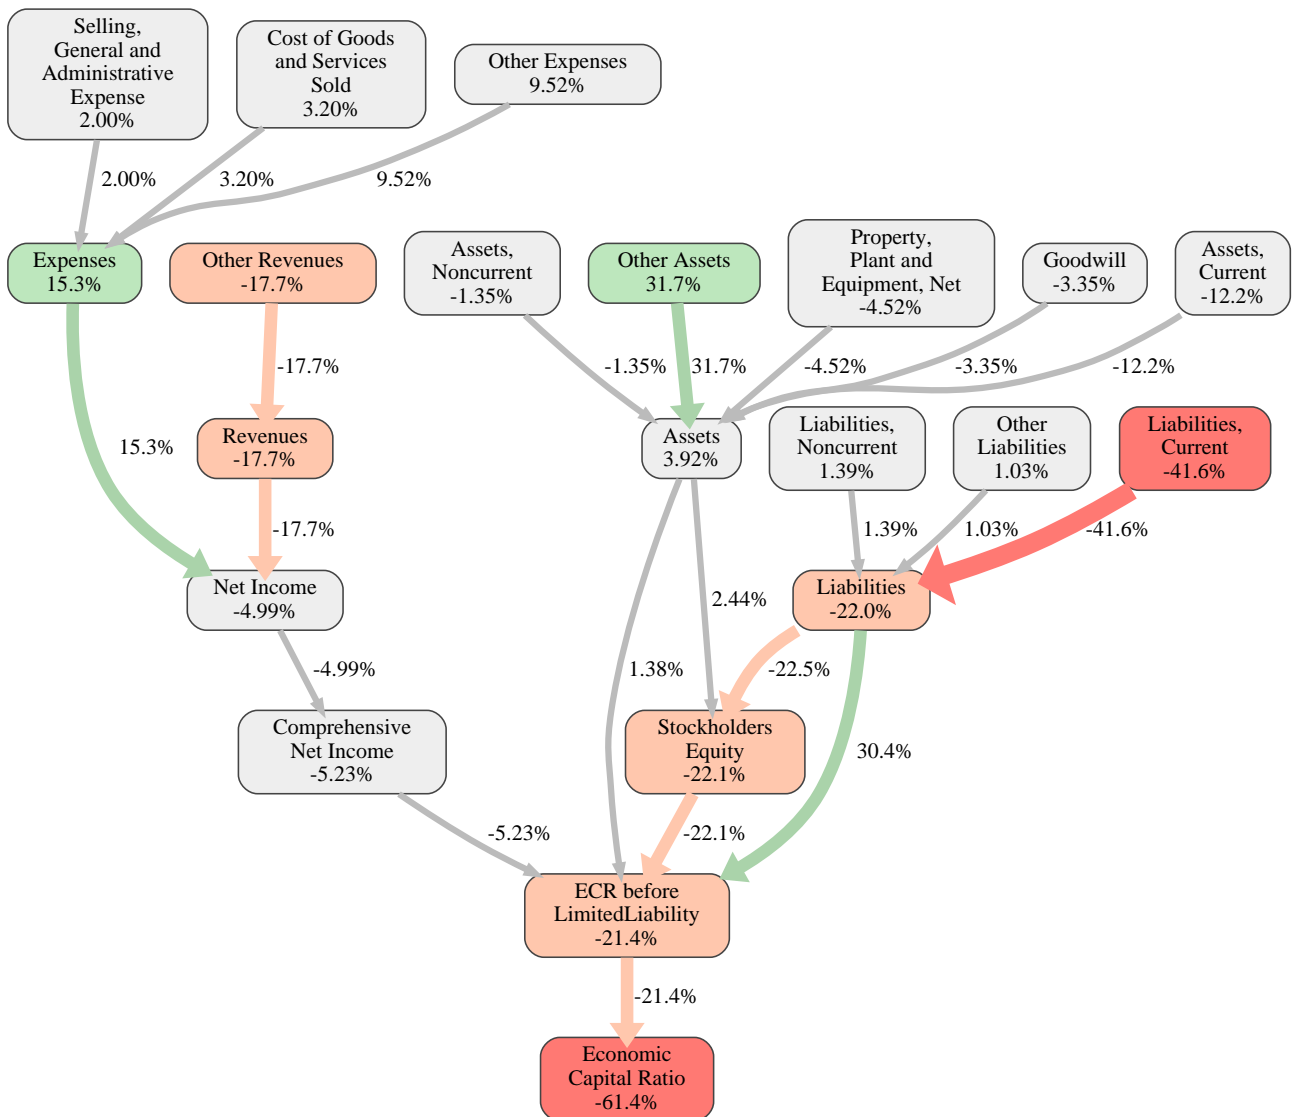 Selling,
General and
Administrative
Expense
2.00%
Cost of Goods
and Services
Sold
3.20%
Other Expenses
9.52%
2.00%
3.20%
9.52%
Expenses
15.3%
Other Revenues
-17.7%
Assets,
Noncurrent
-1.35%
Other Assets
31.7%
Property,
Plant and
Equipment, Net
-4.52%
Goodwill
-3.35%
Assets,
Current
-12.2%
-17.7%
-1.35%
31.7%
-4.52%
-3.35%
-12.2%
15.3%
Revenues
-17.7%
Assets
3.92%
Liabilities,
Noncurrent
1.39%
Other
Liabilities
1.03%
Liabilities,
Current
-41.6%
-17.7%
1.39%
1.03%
-41.6%
Net Income
-4.99%
2.44%
Liabilities
-22.0%
-4.99%
1.38%
-22.5%
30.4%
Comprehensive
Net Income
-5.23%
Stockholders
Equity
-22.1%
-5.23%
-22.1%
ECR before
LimitedLiability
-21.4%
-21.4%
Economic
Capital Ratio
-61.4%